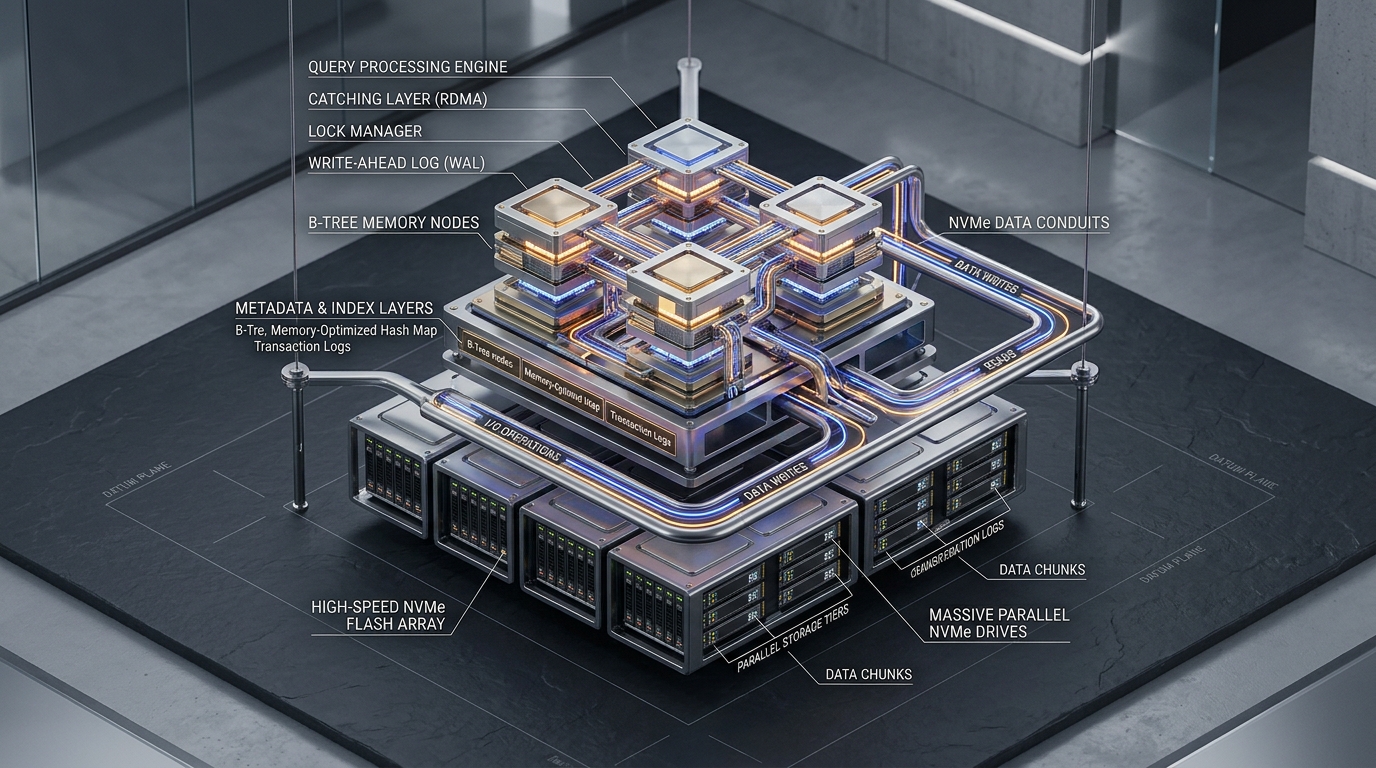 QUERY PROCESSING ENGINE
CATCHING LAYER (RDMA)
LOCK MANAGER
WRITE-AHEAD LOG (WAL)
B-TREE MEMORY NODES
NVMe DATA CONDUITS
DATA WRITES
METADATA & INDEX LAYERS
B-Tre, Memory-Optimized Hash Map
Transaction Logs
B.Tree nodes
Transaction Logs
I/O OPERATIONS
DATA WRITES
DATUM PLANE
HIGH-SPEED NVMe
FLASH ARRAY
PARALLEL STORAGE TIERS
DATA CHUNKS
DATA CHUNKS
MASSIVE PARALLEL
NVMe DRIVES